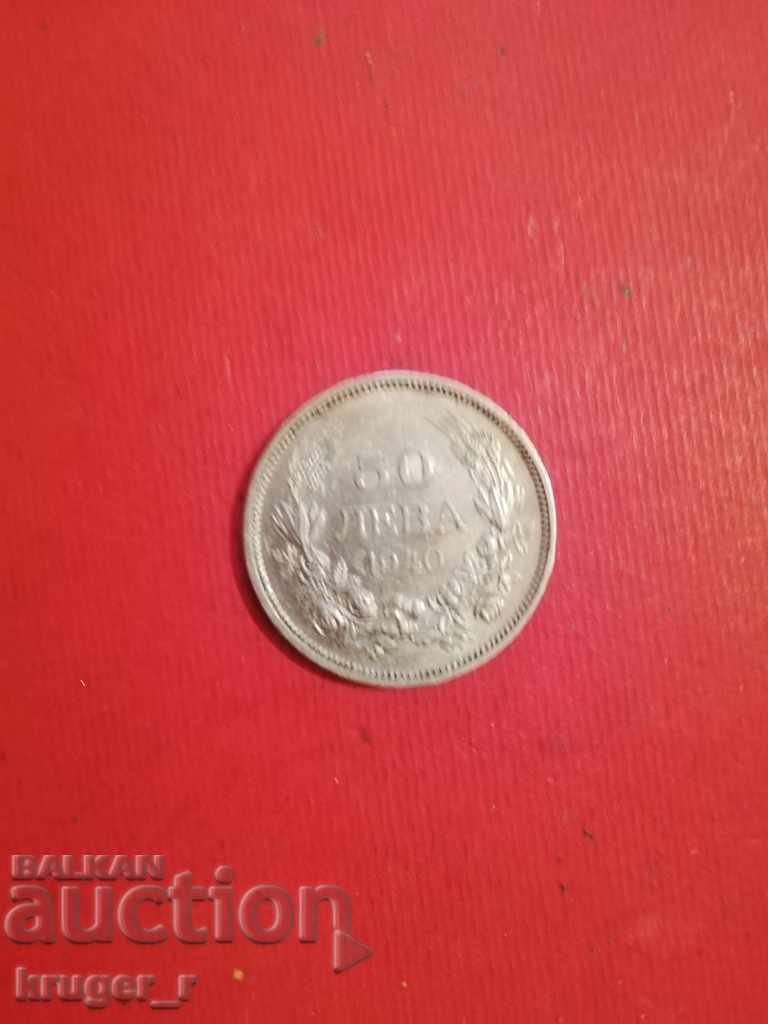 50
ЛЕВА
1940
BALKAN
auction
kruger_r